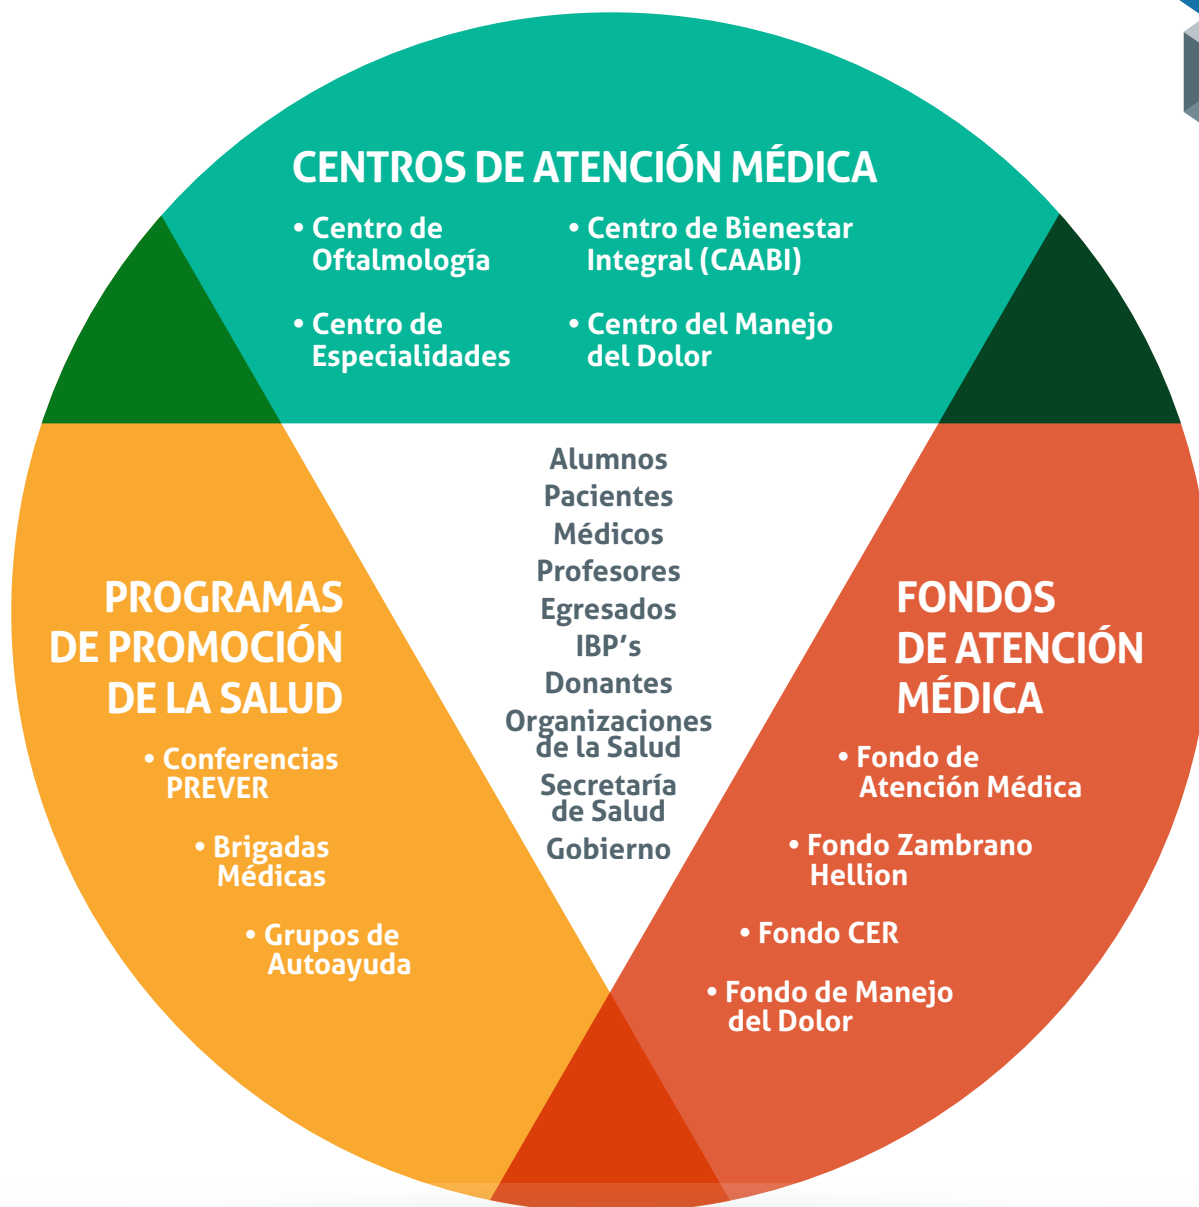 CENTROS DE ATENCIÓN MÉDICA
• Centro de
Oftalmología
• Centro de
Especialidades
• Centro de Bienestar
Integral (CAABI)
• Centro del Manejo
del Dolor
Alumnos
Pacientes
Médicos
Profesores
Egresados
IBP's
Donantes
Organizaciones
de la Salud
Secretaría
de Salud
Gobierno
PROGRAMAS
DE PROMOCIÓN
DE LA SALUD
• Conferencias
PREVER
• Brigadas
Médicas
• Grupos de
Autoayuda
FONDOS
DE ATENCIÓN
MÉDICA
• Fondo de
Atención Médica
• Fondo Zambrano
Hellion
• Fondo CER
• Fondo de Manejo
del Dolor